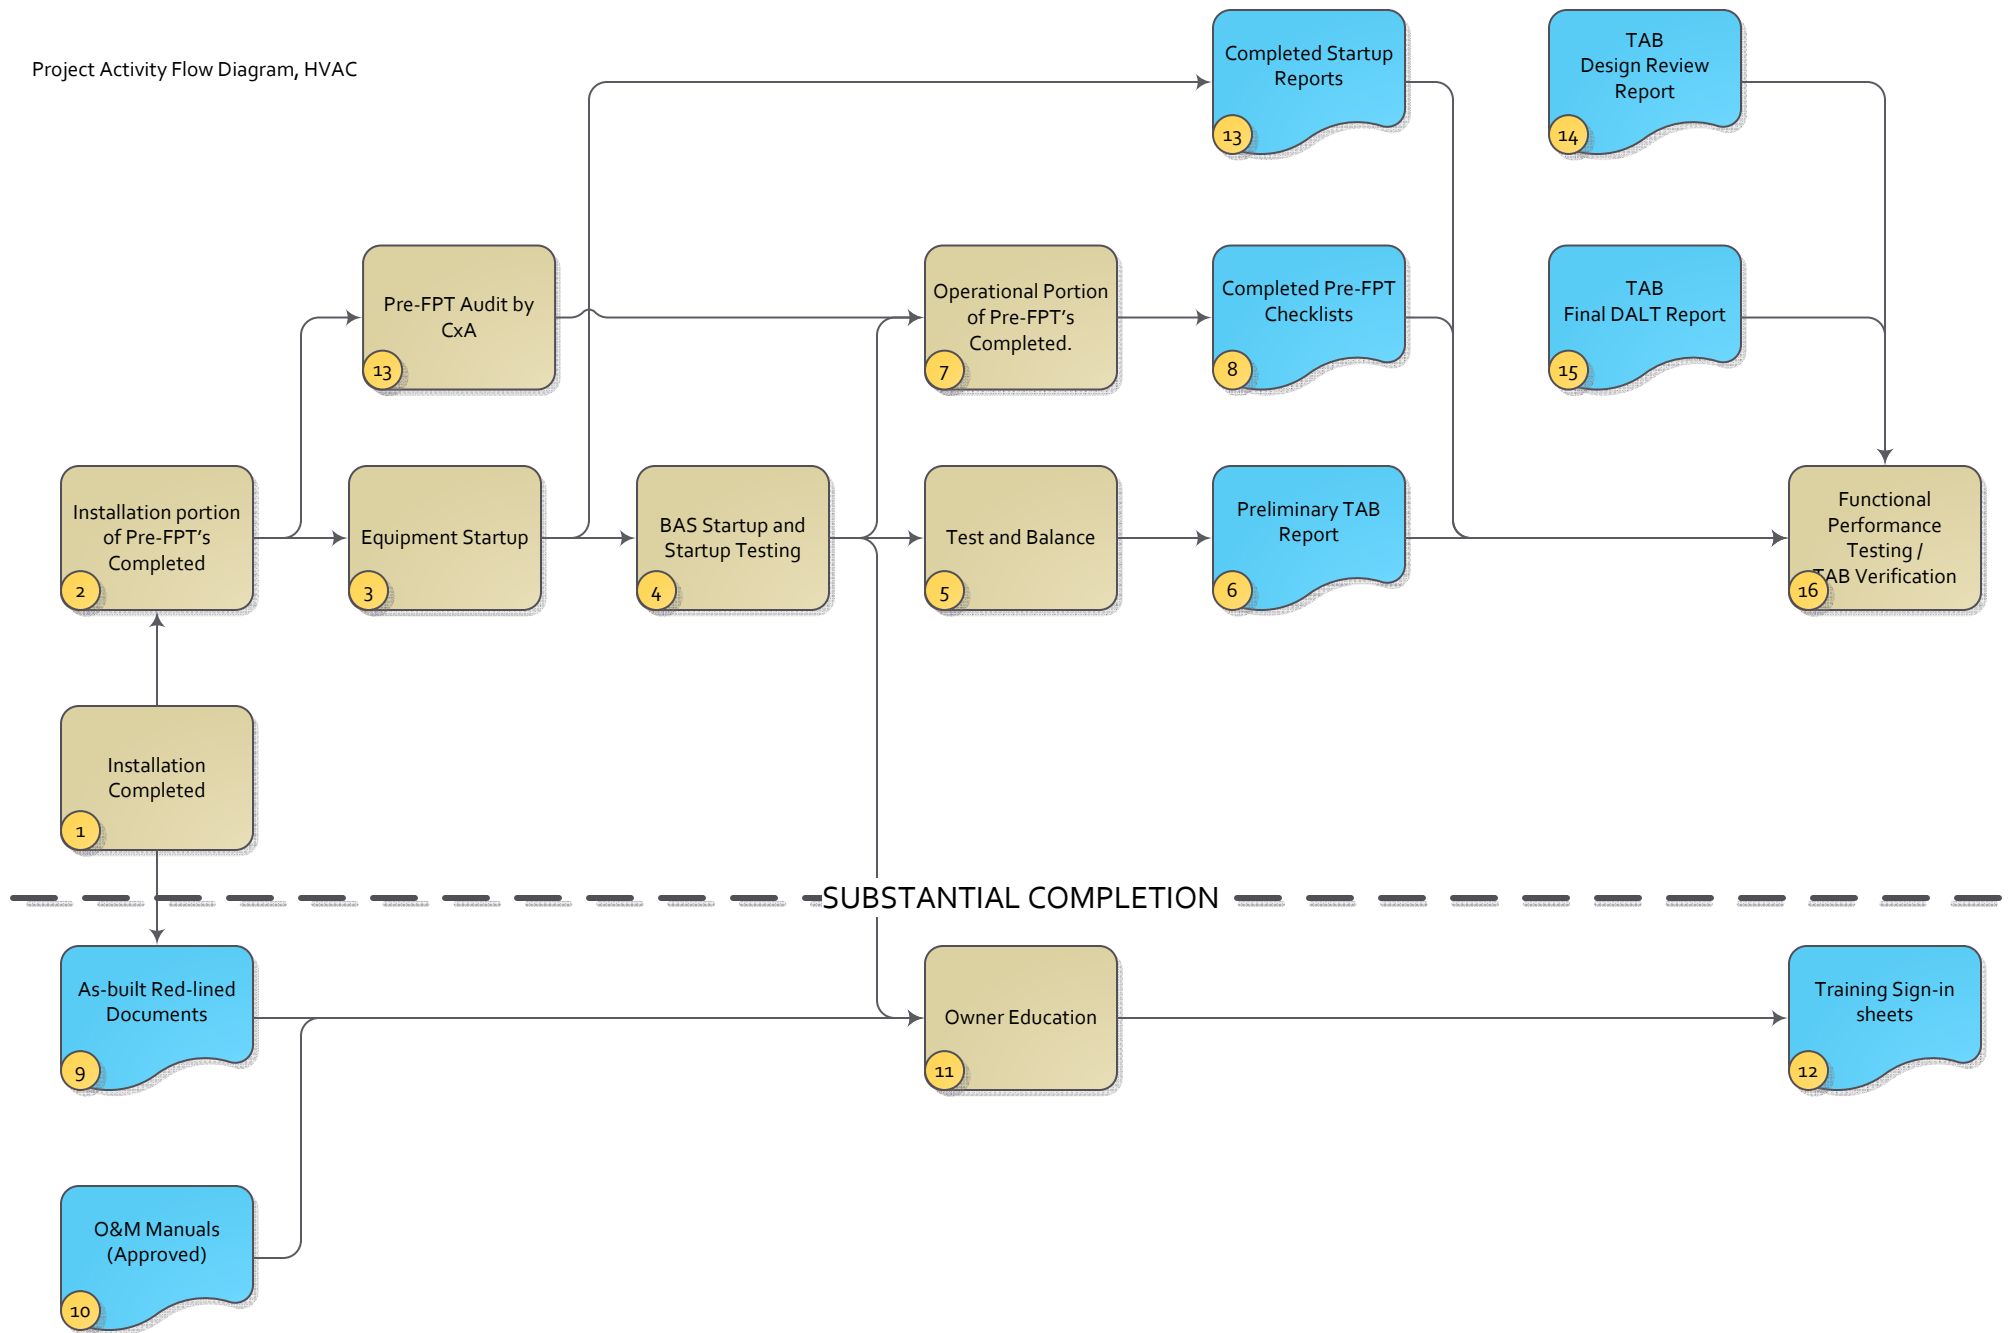 Project Activity Flow Diagram, HVAC
Completed Startup
Reports
13
TAB
Design Review
Report
14
Pre-FPT Audit by
CxA
13
Operational Portion
of Pre-FPT's
Completed.
7
Completed Pre-FPT
Checklists
8
TAB
Final DALT Report
15
Installation portion
of Pre-FPT's
Completed
2
Equipment Startup
3
BAS Startup and
Startup Testing
4
Test and Balance
5
Preliminary TAB
Report
6
Functional
Performance
Testing /
TAB Verification
16
Installation
Completed
1
SUBSTANTIAL COMPLETION
As-built Red-lined
Documents
9
Owner Education
11
Training Sign-in
sheets
12
O&M Manuals
(Approved)
10